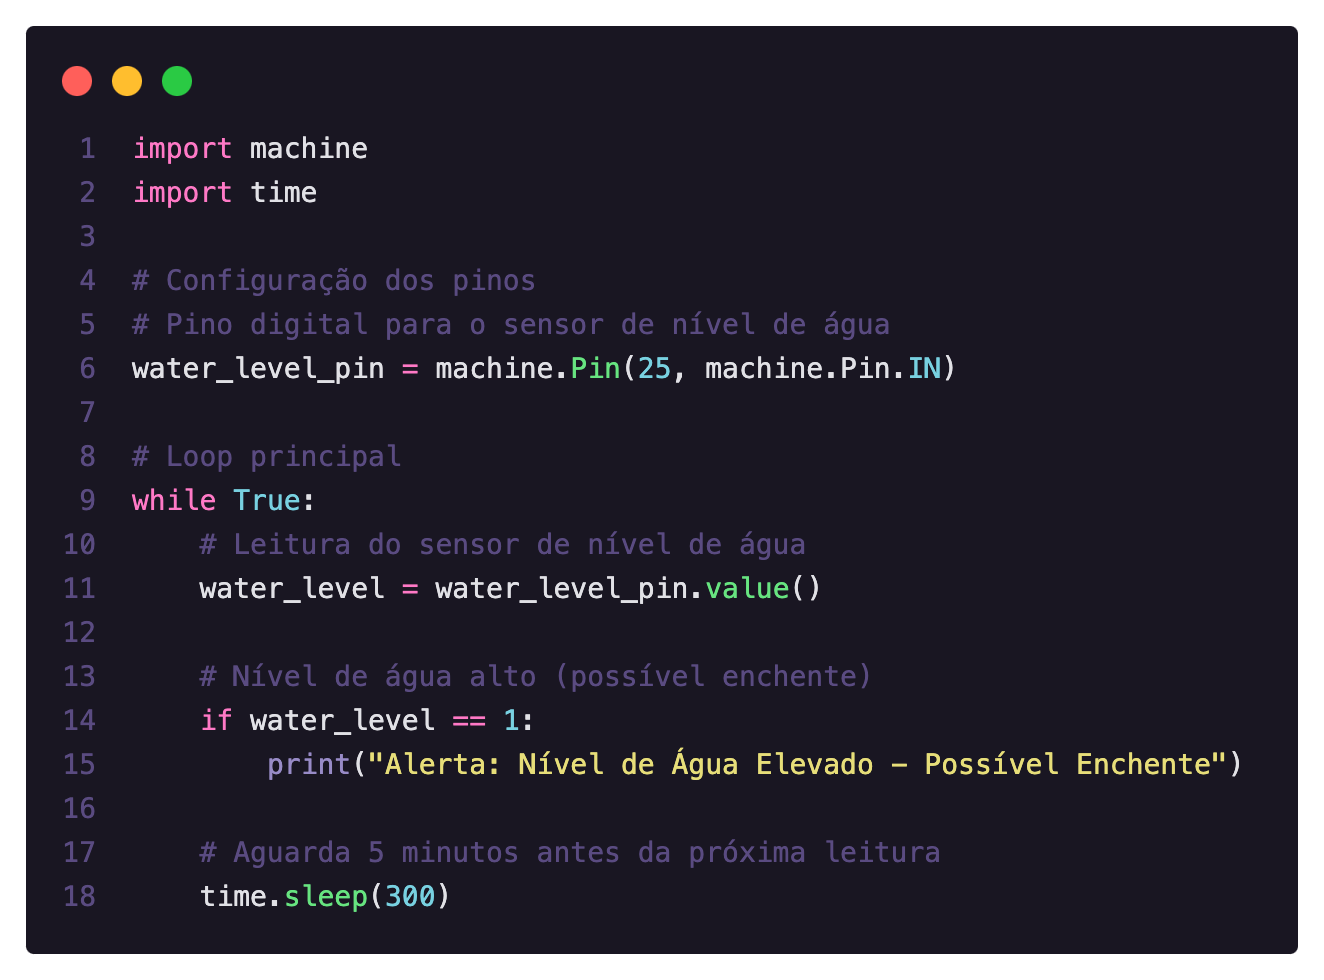 1 import machine
2 import time
3
4 # Configuração dos pinos
5 # Pino digital para o sensor de nível de água
6 water_level_pin = machine.Pin(25, machine.Pin.IN)
7
8 # Loop principal
9 while True:
10     # Leitura do sensor de nível de água
11     water_level = water_level_pin.value()
12
13     # Nível de água alto (possível enchente)
14     if water_level == 1:
15         print("Alerta: Nível de Água Elevado – Possível Enchente")
16
17     # Aguarda 5 minutos antes da próxima leitura
18     time.sleep(300)